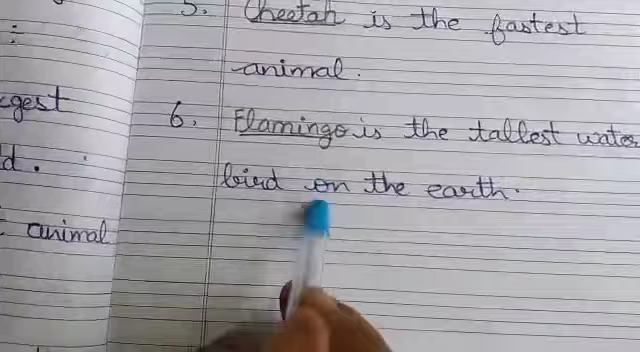 5. Cheetah is the fastest
animal.
6. Flamingo is the tallest water
bird on the earth.
gest
d.
animal